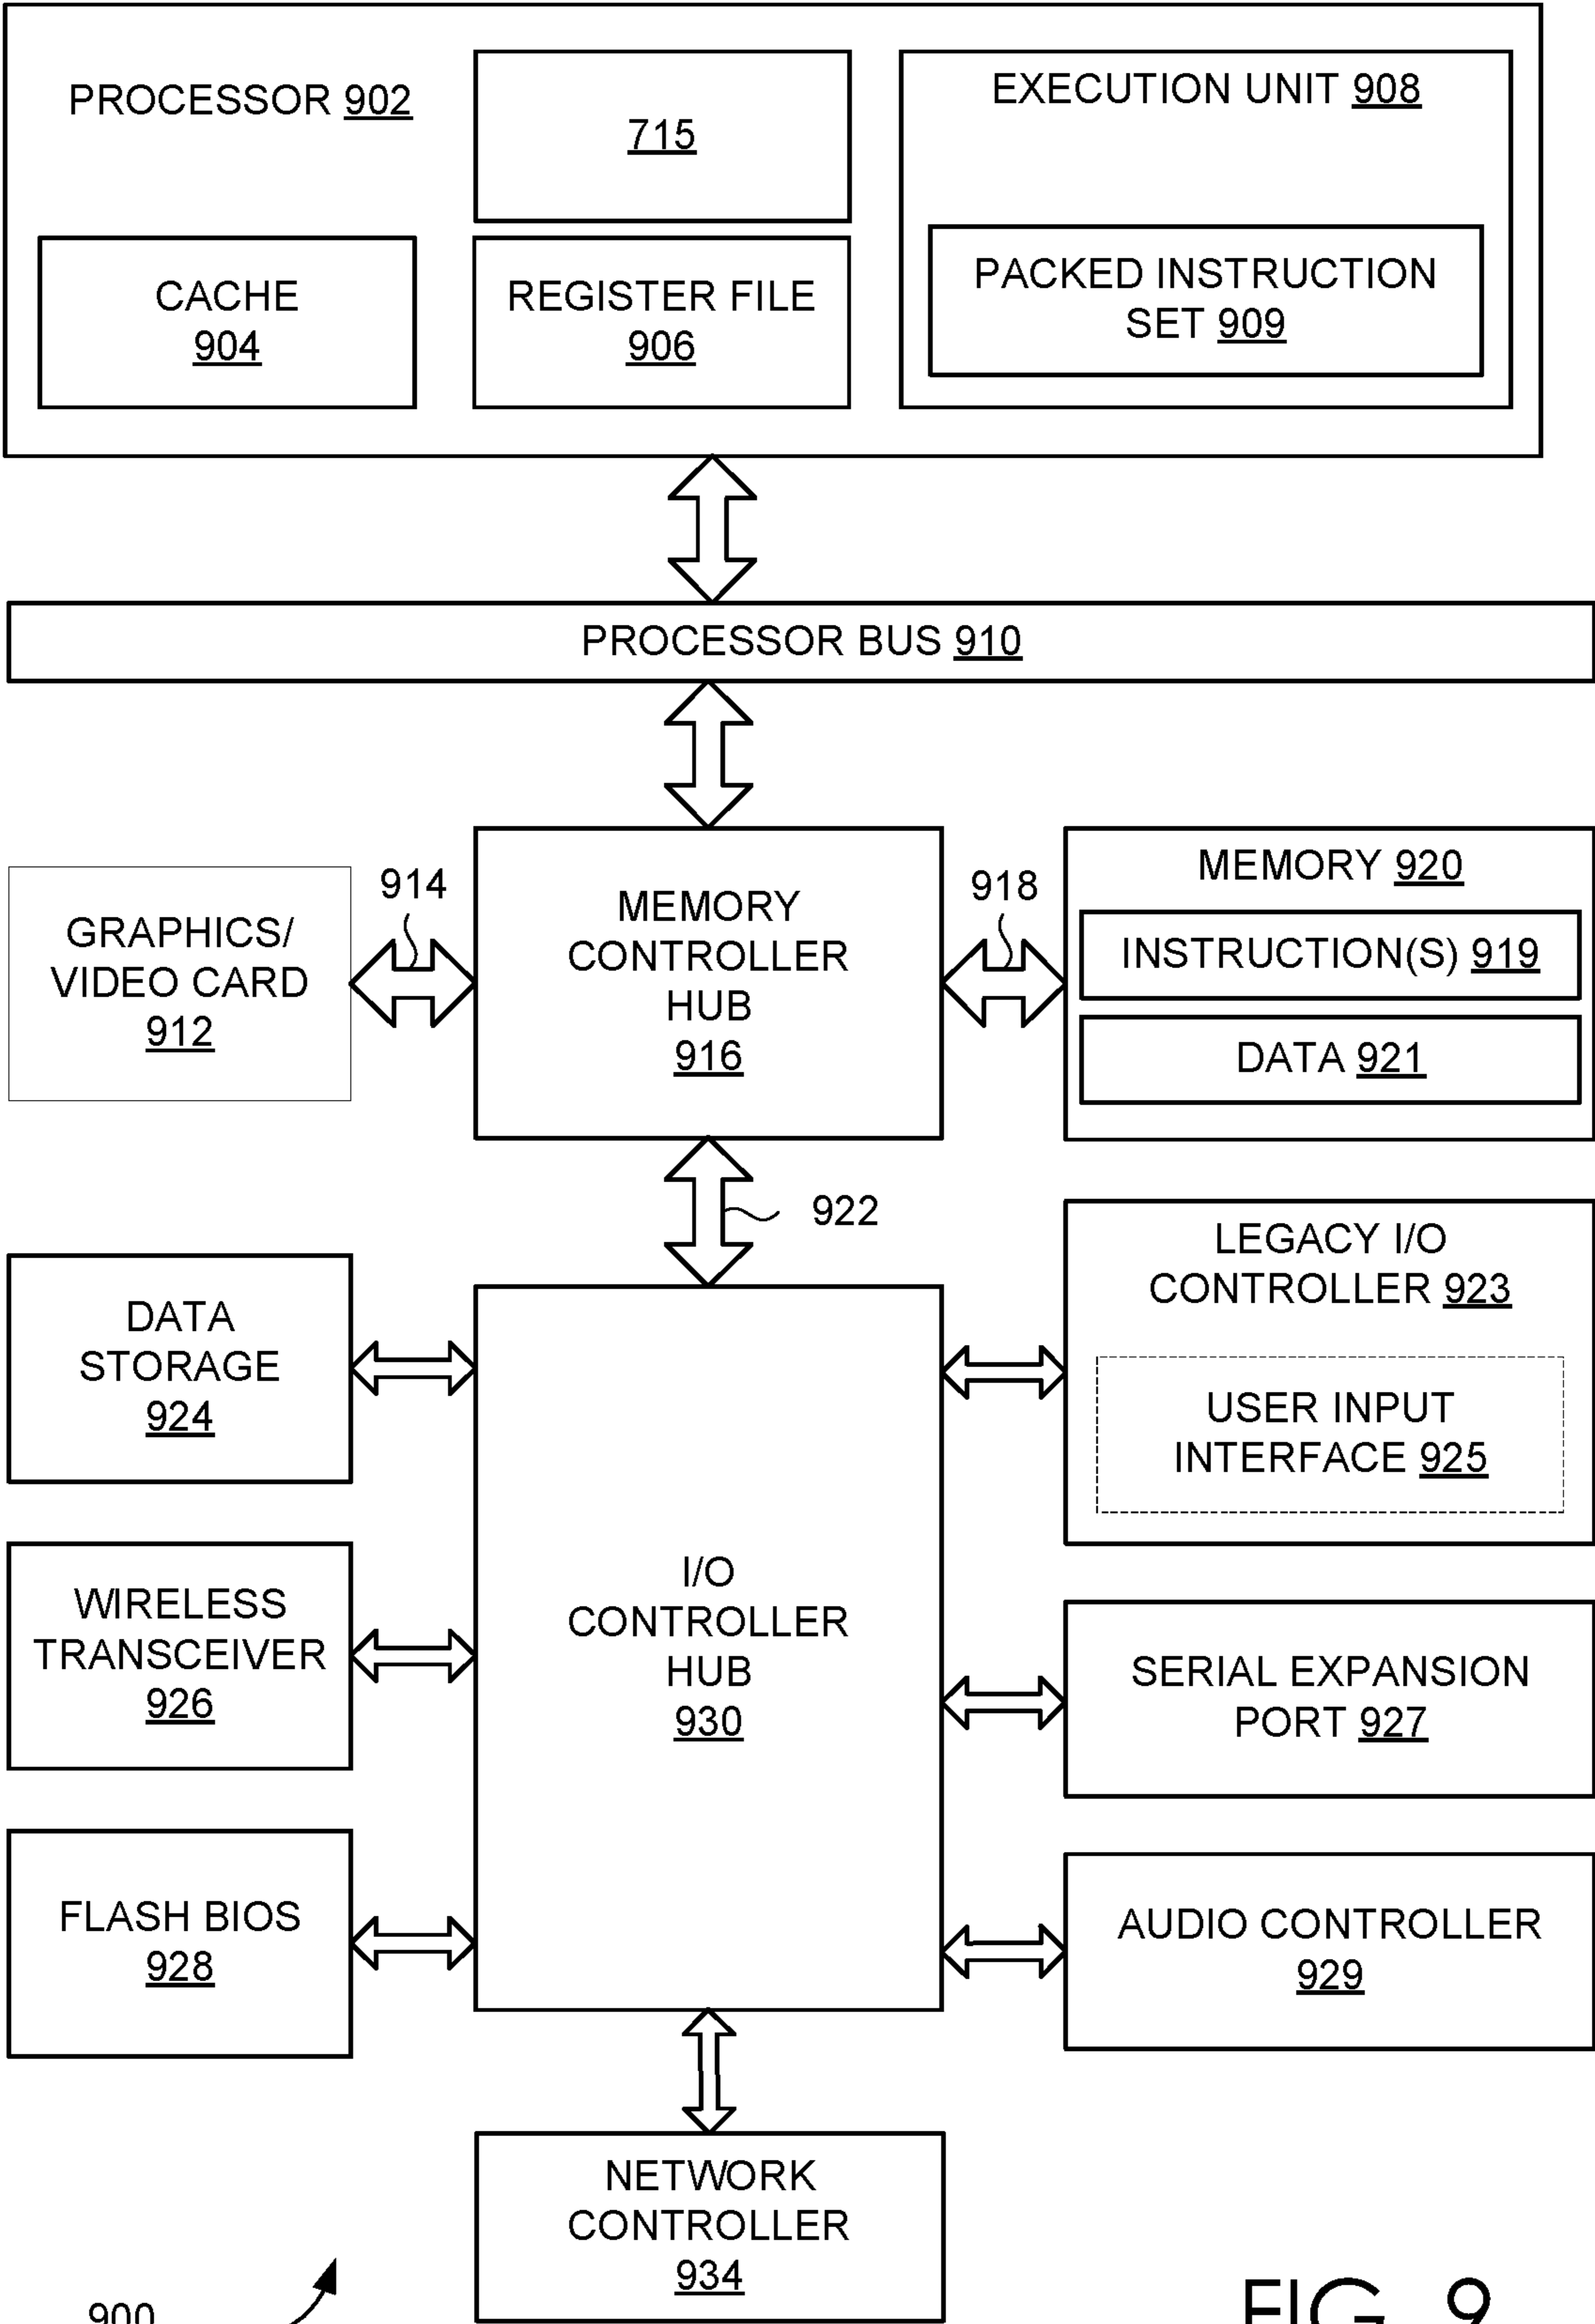 PROCESSOR 902
715
EXECUTION UNIT 908
CACHE
904
REGISTER FILE
906
PACKED INSTRUCTION
SET 909
PROCESSOR BUS 910
GRAPHICS/
VIDEO CARD
912
914
MEMORY
CONTROLLER
HUB
916
918
MEMORY 920
INSTRUCTION(S) 919
DATA 921
922
DATA
STORAGE
924
LEGACY I/O
CONTROLLER 923
USER INPUT
INTERFACE 925
WIRELESS
TRANSCEIVER
926
I/O
CONTROLLER
HUB
930
SERIAL EXPANSION
PORT 927
FLASH BIOS
928
AUDIO CONTROLLER
929
NETWORK
CONTROLLER
934
900
FIG. 9